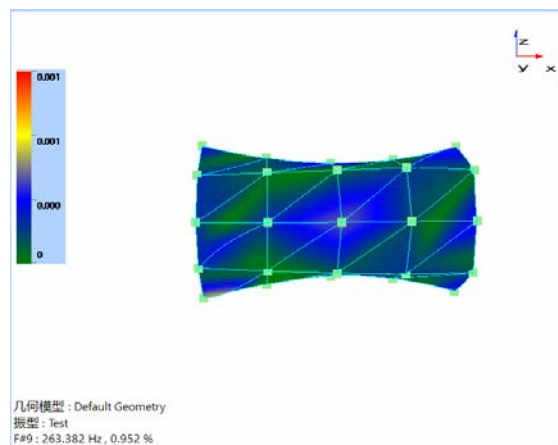 z
y x
0.001
0.001
0.000
0
几何模型 : Default Geometry
振型 : Test
F#9 : 263.382 Hz , 0.952 %